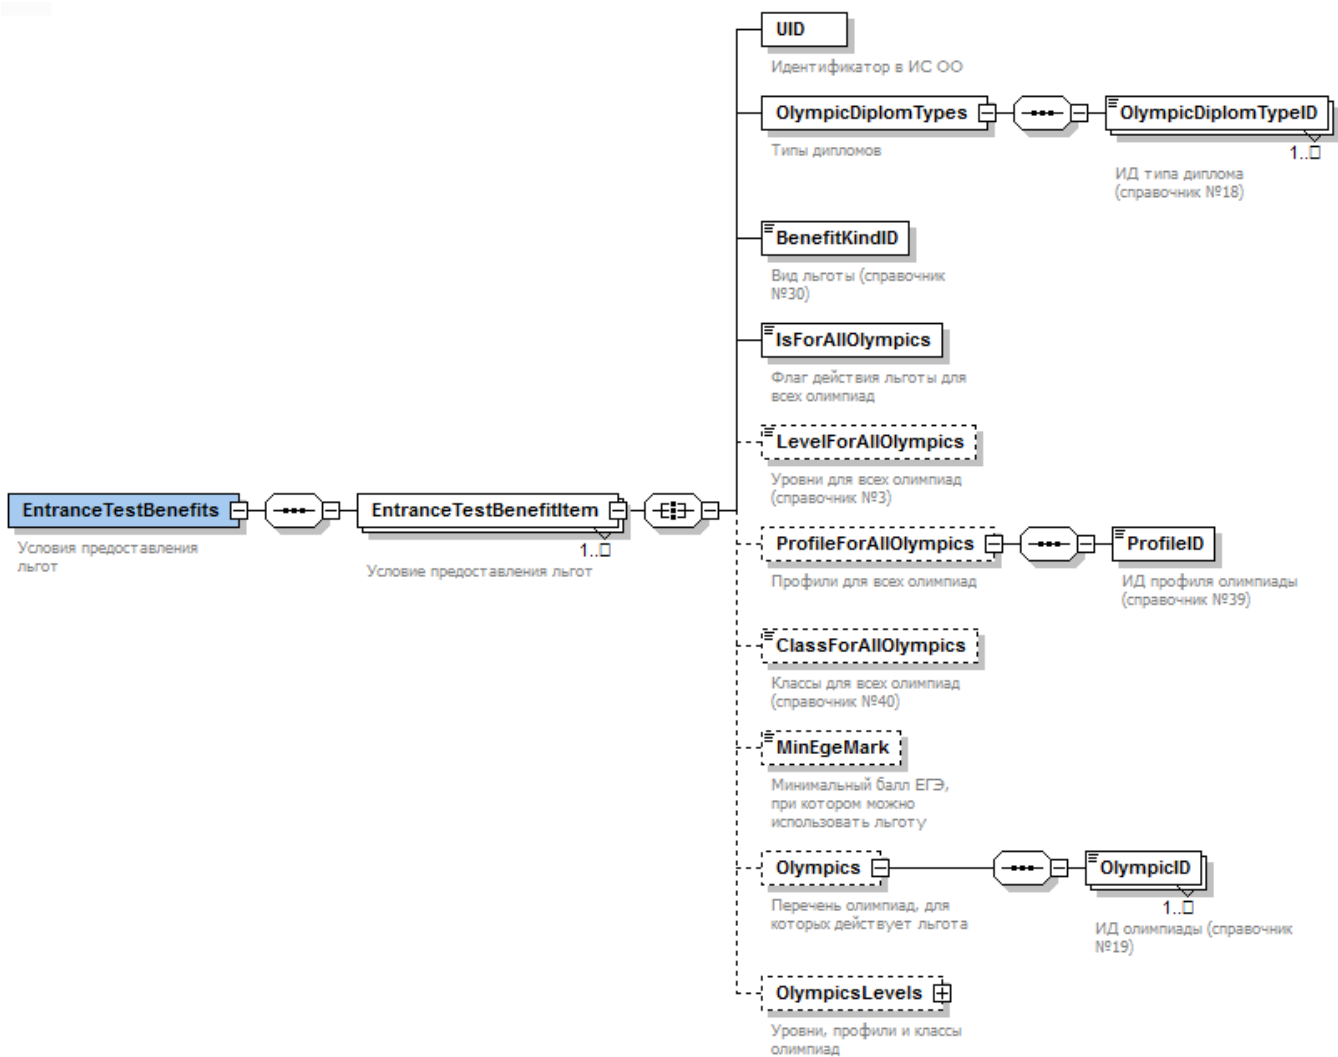 UID
Идентификатор в ИС ОО
OlympicDiplomTypes
Типы дипломов
OlympicDiplomTypeID
1..□
ИД типа диплома
(справочник №18)
BenefitKindID
Вид льготы (справочник
№30)
IsForAllOlympics
Флаг действия льготы для
всех олимпиад
LevelForAllOlympics
Уровни для всех олимпиад
(справочник №3)
EntranceTestBenefits
Условия предоставления
льгот
EntranceTestBenefitItem
1..□
Условие предоставления льгот
ProfileForAllOlympics
Профили для всех олимпиад
ProfileID
ИД профиля олимпиады
(справочник №39)
ClassForAllOlympics
Классы для всех олимпиад
(справочник №40)
MinEgeMark
Минимальный балл ЕГЭ,
при котором можно
использовать льготу
Olympics
Перечень олимпиад, для
которых действует льгота
OlympicID
1..□
ИД олимпиады (справочник
№19)
OlympicsLevels
Уровни, профили и классы
олимпиад